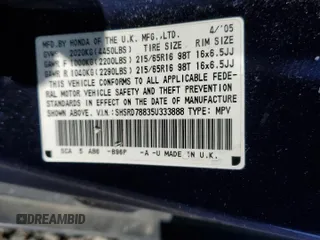 MFD.BY HONDA OF THE U.K. MFG.,LTD. 4/'05
GVWR 2020KG(4450LBS) TIRE SIZE RIM SIZE
GAWR F 1000KG(2200LBS) 215/65R16 98T 16x6.5JJ
GAWR R 1040KG(2290LBS) 215/65R16 98T 16x6.5JJ
THIS VEHICLE CONFORMS TO ALL APPLICABLE FEDE-
RAL MOTOR VEHICLE SAFETY AND THEFT PREVENTION
STANDARDS IN EFFECT ON THE DATE OF MANUFACTURE
SHOWN ABOVE. V.I.N.: SHSRD78835U333888 TYPE: MPV
A -U MADE IN U.K.
DREAMBID